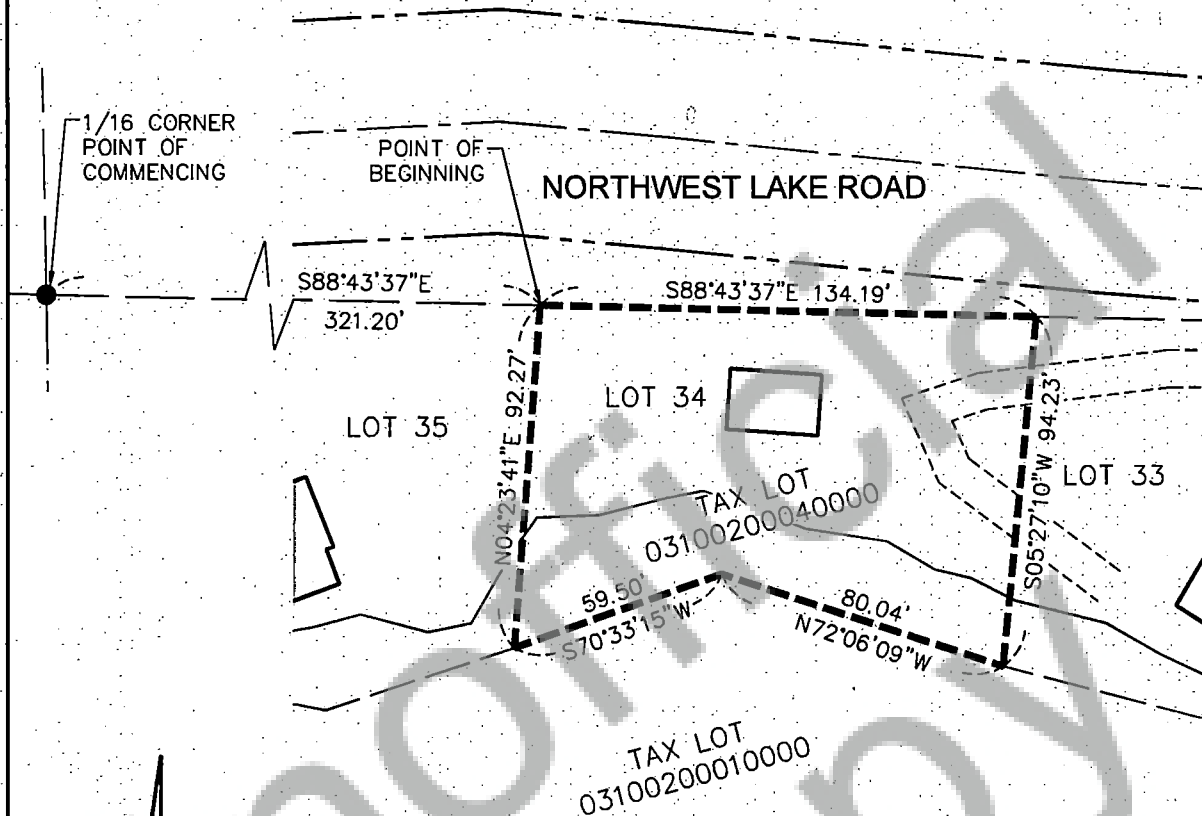 1/16 CORNER
POINT OF
COMMENCING
POINT OF
BEGINNING
NORTHWEST LAKE ROAD
S88°43'37"E
321.20'
S88°43'37"E 134.19'
LOT 35
N04°23'41"E 92.27'
LOT 34
S05°27'10"W 94.23'
LOT 33
TAX LOT
03100200040000
59.50'
S70°33'15"W
80.04'
N72°06'09"W
TAX LOT
03100200010000